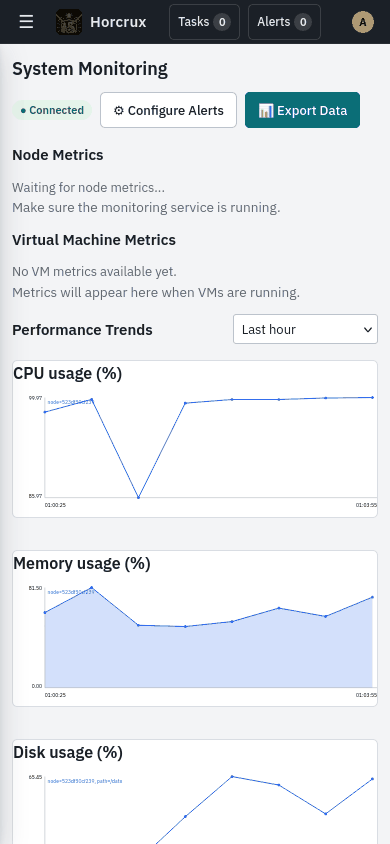 ☰ Horcrux Tasks 0 Alerts 0 A
System Monitoring
● Connected ⚙ Configure Alerts 📊 Export Data
Node Metrics
Waiting for node metrics...
Make sure the monitoring service is running.
Virtual Machine Metrics
No VM metrics available yet.
Metrics will appear here when VMs are running.
Performance Trends Last hour
CPU usage (%)
99.97
85.97
01:00:25 01:03:55
Memory usage (%)
81.50
0.00
01:00:25 01:03:55
Disk usage (%)
65.45